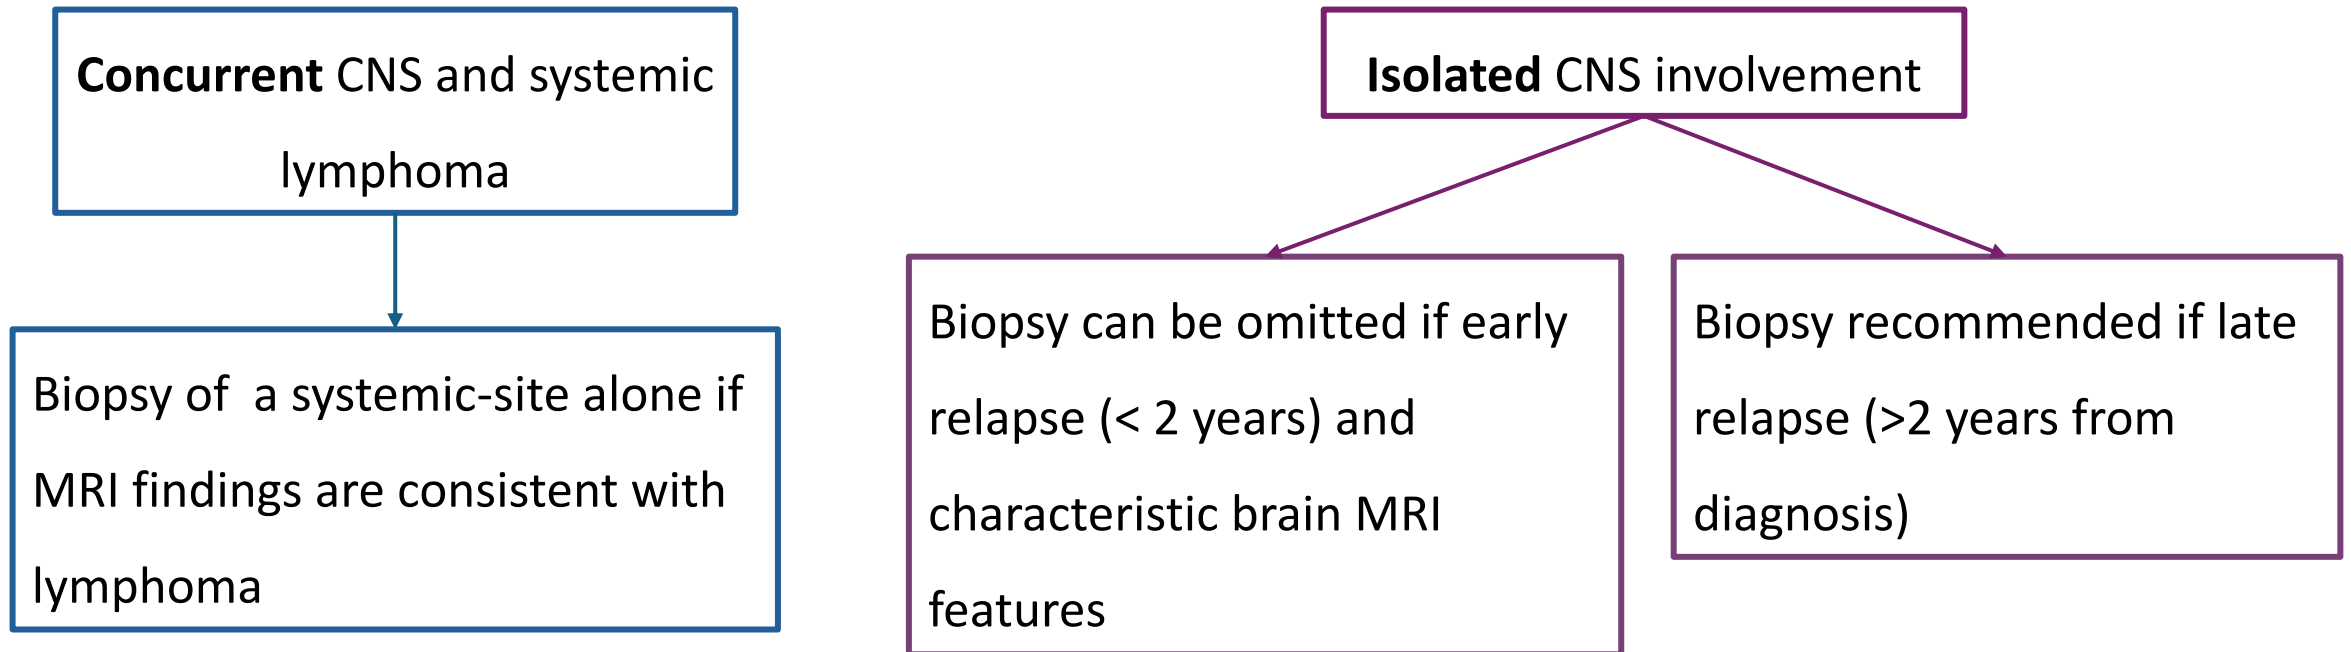 Concurrent CNS and systemic
lymphoma
Biopsy of  a systemic-site alone if
MRI findings are consistent with
lymphoma
Isolated CNS involvement
Biopsy can be omitted if early
relapse (< 2 years) and
characteristic brain MRI
features
Biopsy recommended if late
relapse (>2 years from
diagnosis)